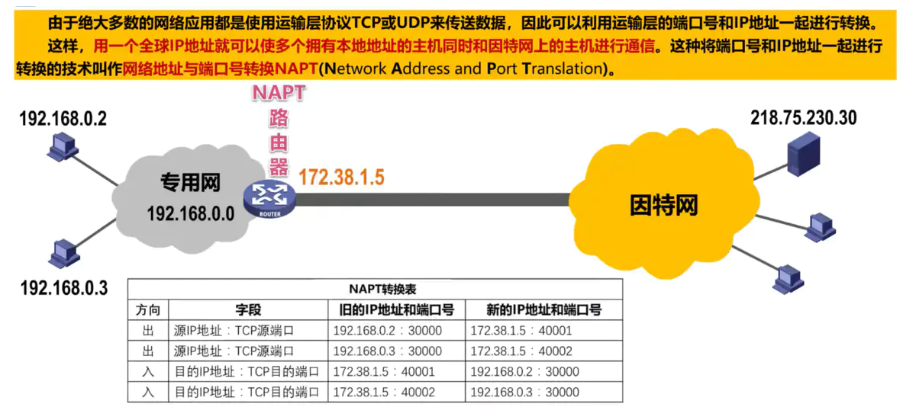 由于绝大多数的网络应用都是使用运输层协议TCP或UDP来传送数据，因此可以利用运输层的端口号和IP地址一起进行转换。
这样，用一个全球IP地址就可以使多个拥有本地地址的主机同时和因特网上的主机进行通信。这种将端口号和IP地址一起进行
转换的技术叫作网络地址与端口号转换NAPT(Network Address and Port Translation)。
NAPT
路
由
器
192.168.0.2
218.75.230.30
172.38.1.5
专用网
192.168.0.0
ROUTER
因特网
192.168.0.3
NAPT转换表
方向 字段 旧的IP地址和端口号 新的IP地址和端口号
出 源IP地址：TCP源端口 192.168.0.2：30000 172.38.1.5：40001
出 源IP地址：TCP源端口 192.168.0.3：30000 172.38.1.5：40002
入 目的IP地址：TCP目的端口 172.38.1.5：40001 192.168.0.2：30000
入 目的IP地址：TCP目的端口 172.38.1.5：40002 192.168.0.3：30000